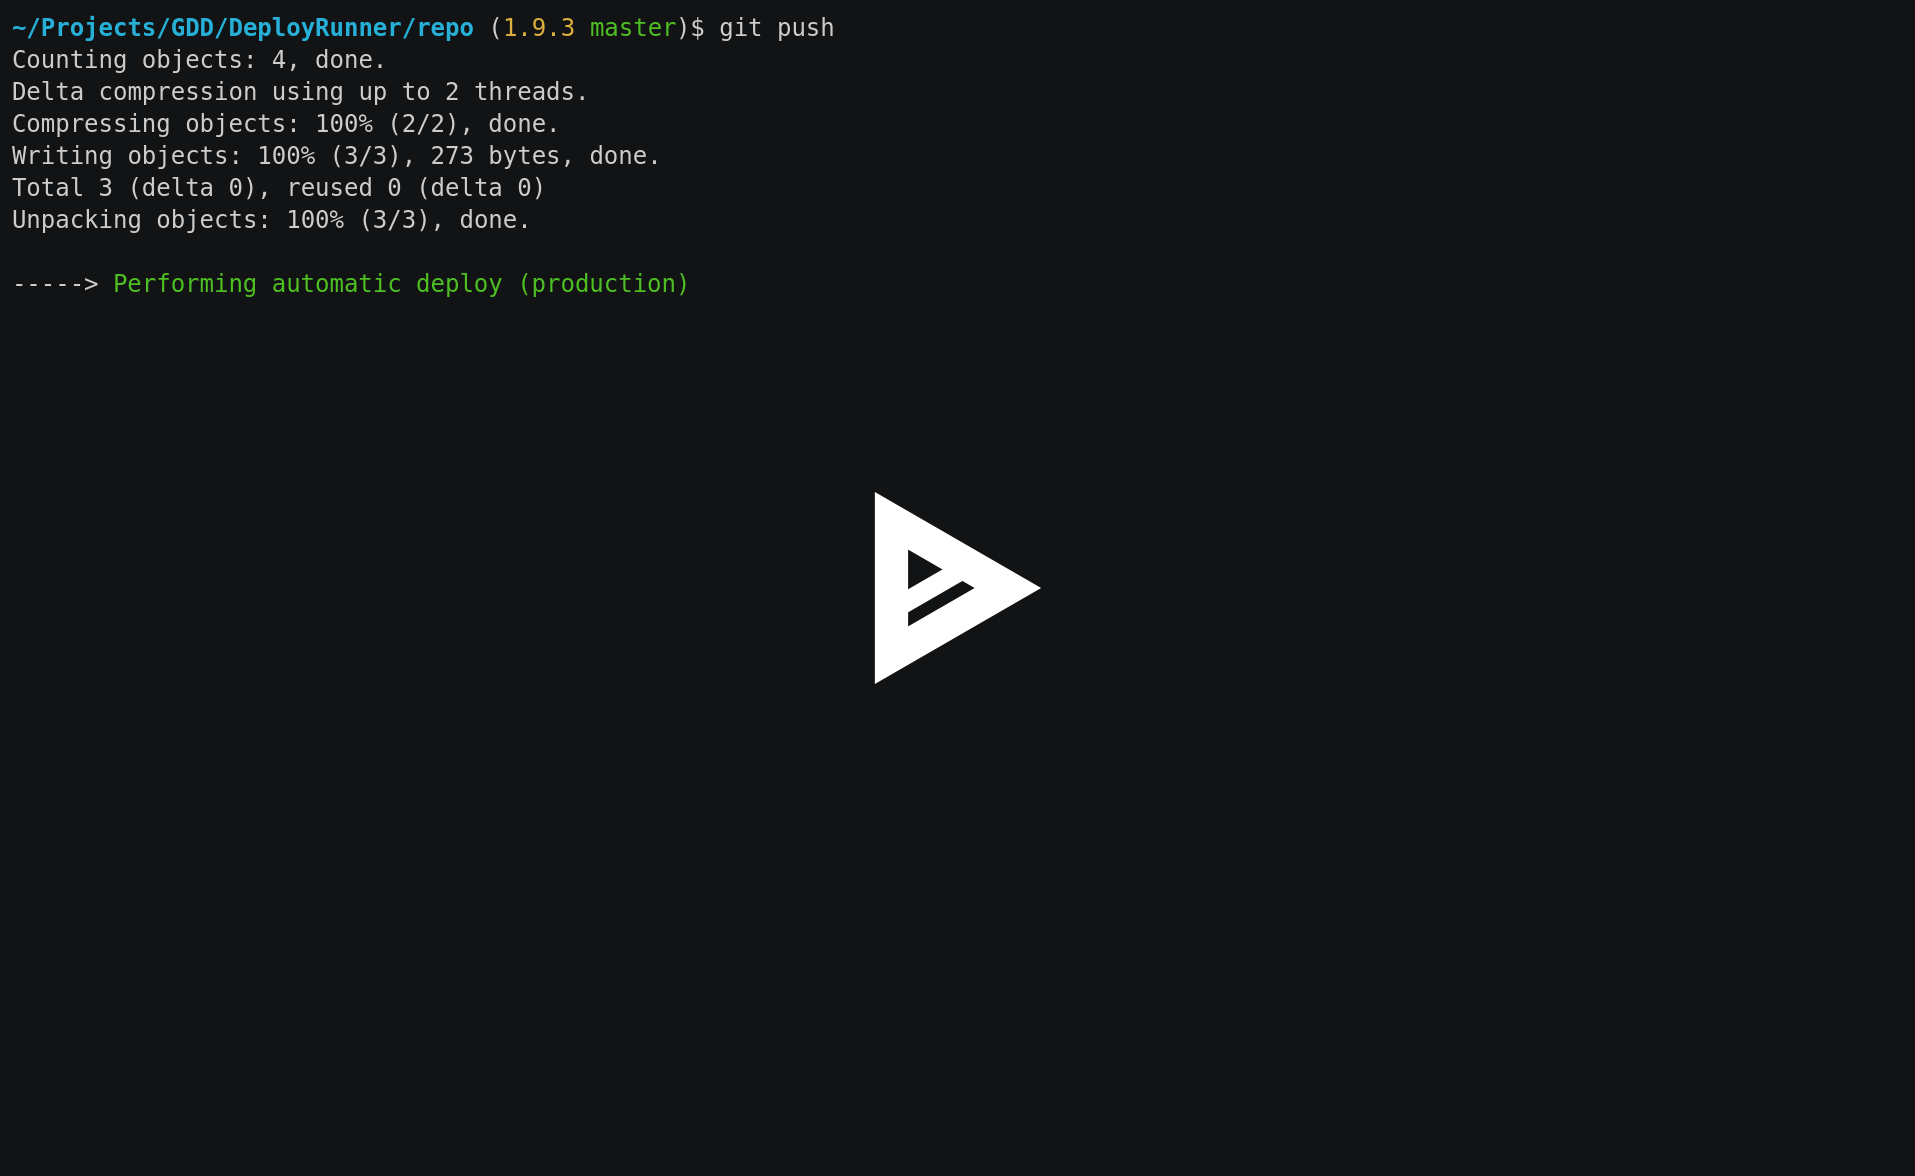 ~/Projects/GDD/DeployRunner/repo (1.9.3 master)$ git push
Counting objects: 4, done.
Delta compression using up to 2 threads.
Compressing objects: 100% (2/2), done.
Writing objects: 100% (3/3), 273 bytes, done.
Total 3 (delta 0), reused 0 (delta 0)
Unpacking objects: 100% (3/3), done.
-----> Performing automatic deploy (production)